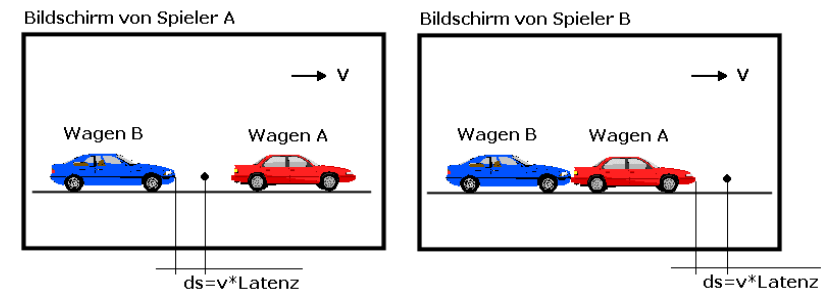 Bildschirm von Spieler A
V
Wagen B
Wagen A
ds=v*Latenz
Bildschirm von Spieler B
V
Wagen B
Wagen A
ds=v*Latenz